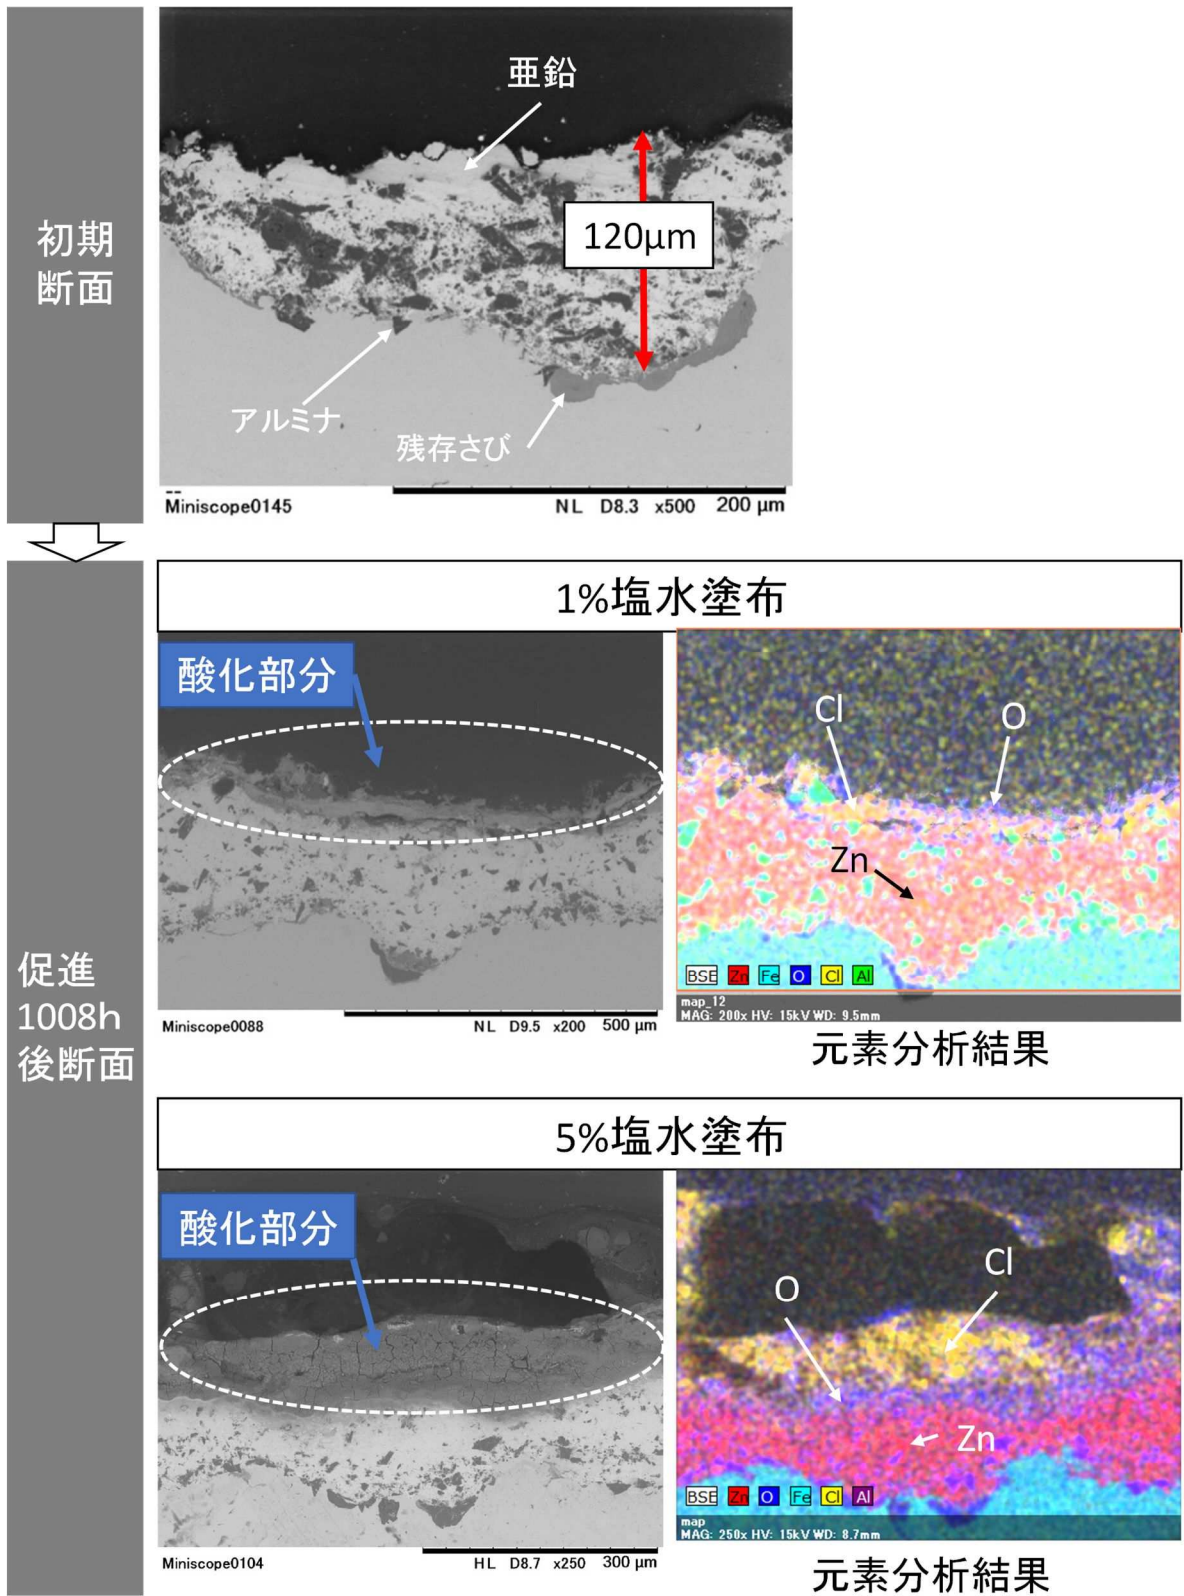 初期
断面
亜鉛
120μm
アルミナ
残存さび
Miniscope0145
NL D8.3 x500 200 μm
促進
1008h
後断面
1%塩水塗布
酸化部分
Cl
O
Zn
BSE Zn Fe O Cl Al
map_12
MAG: 200x HV: 15kV WD: 9.5mm
Miniscope0088
NL D9.5 x200 500 μm
元素分析結果
5%塩水塗布
酸化部分
Cl
O
Zn
BSE Zn O Fe Cl Al
map
MAG: 250x HV: 15kV WD: 8.7mm
Miniscope0104
HL D8.7 x250 300 μm
元素分析結果